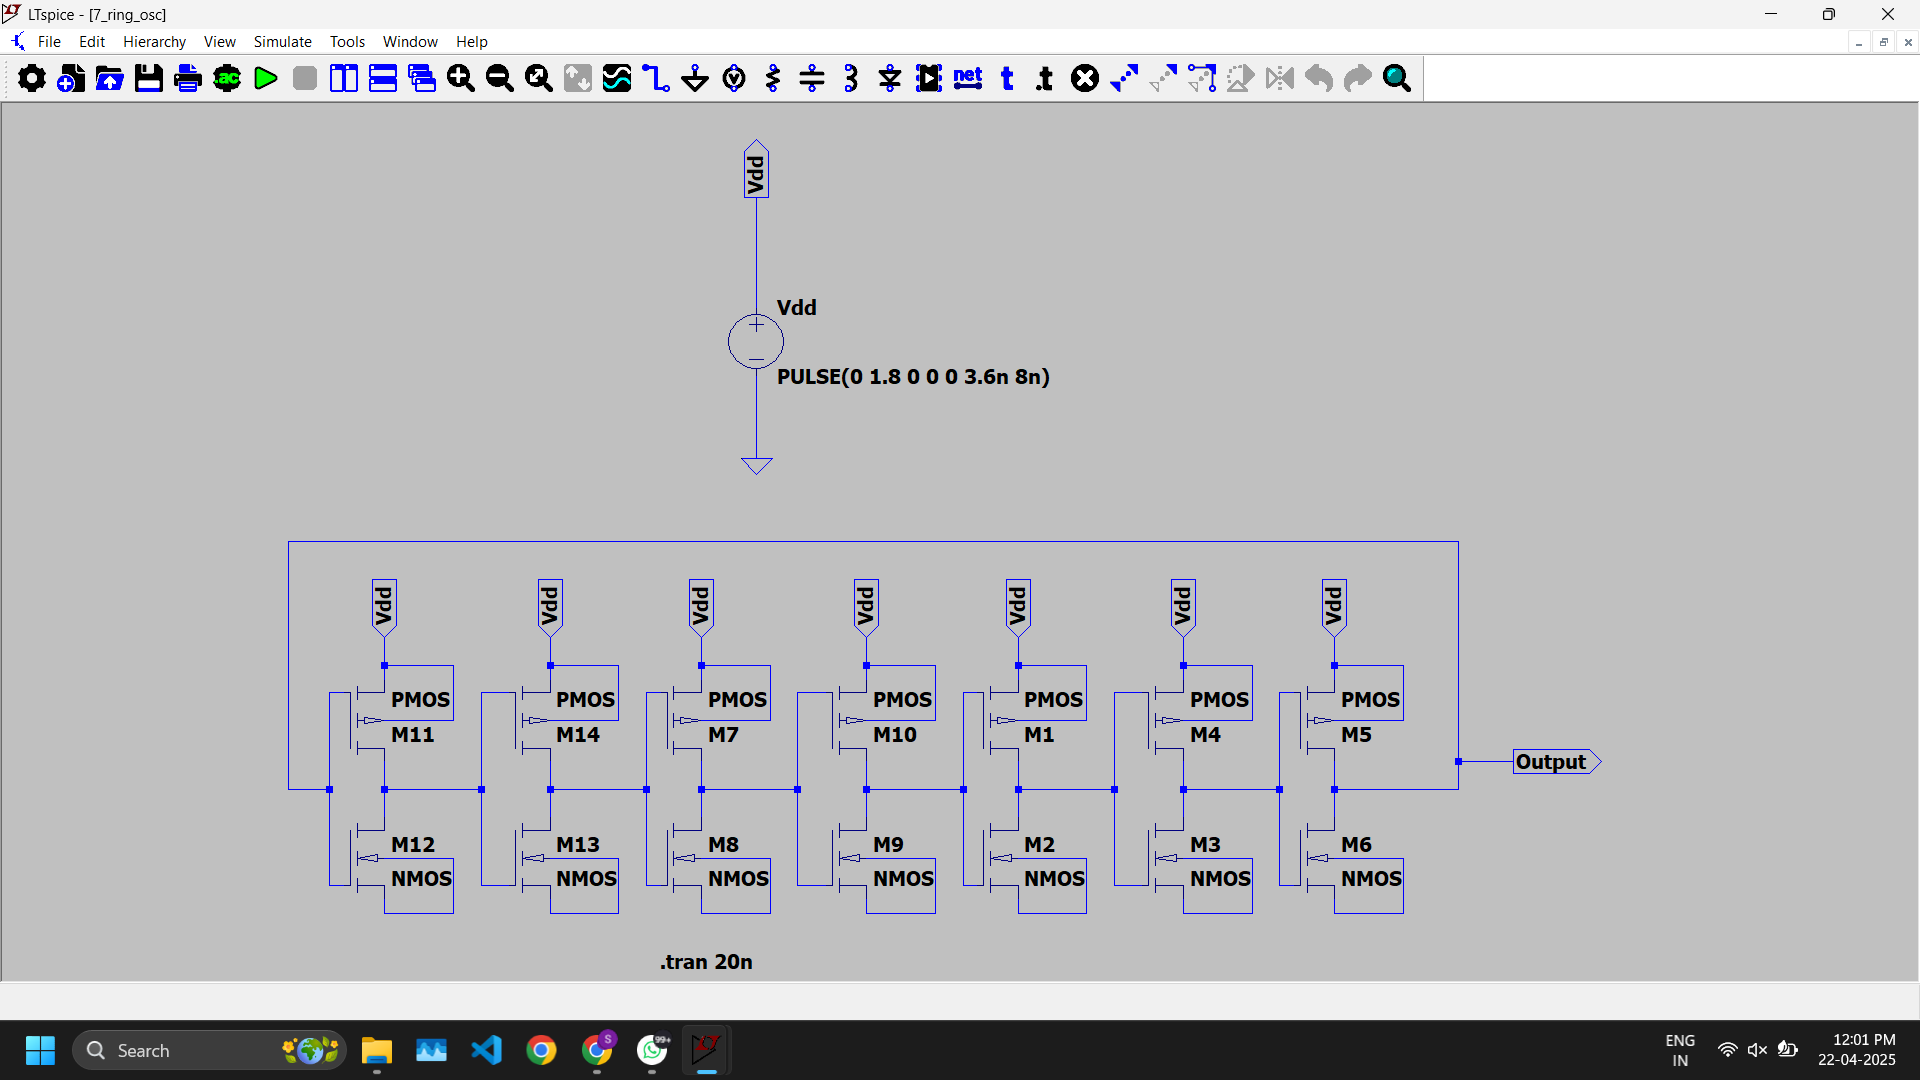 LTspice - [7_ring_osc]
File Edit Hierarchy View Simulate Tools Window Help
.ac net t .t
Vdd
Vdd
PULSE(0 1.8 0 0 0 3.6n 8n)
Vdd Vdd Vdd Vdd Vdd Vdd Vdd
PMOS PMOS PMOS PMOS PMOS PMOS PMOS
M11 M14 M7 M10 M1 M4 M5
Output
M12 M13 M8 M9 M2 M3 M6
NMOS NMOS NMOS NMOS NMOS NMOS NMOS
.tran 20n
Search
S
99+
ENG
IN
12:01 PM
22-04-2025